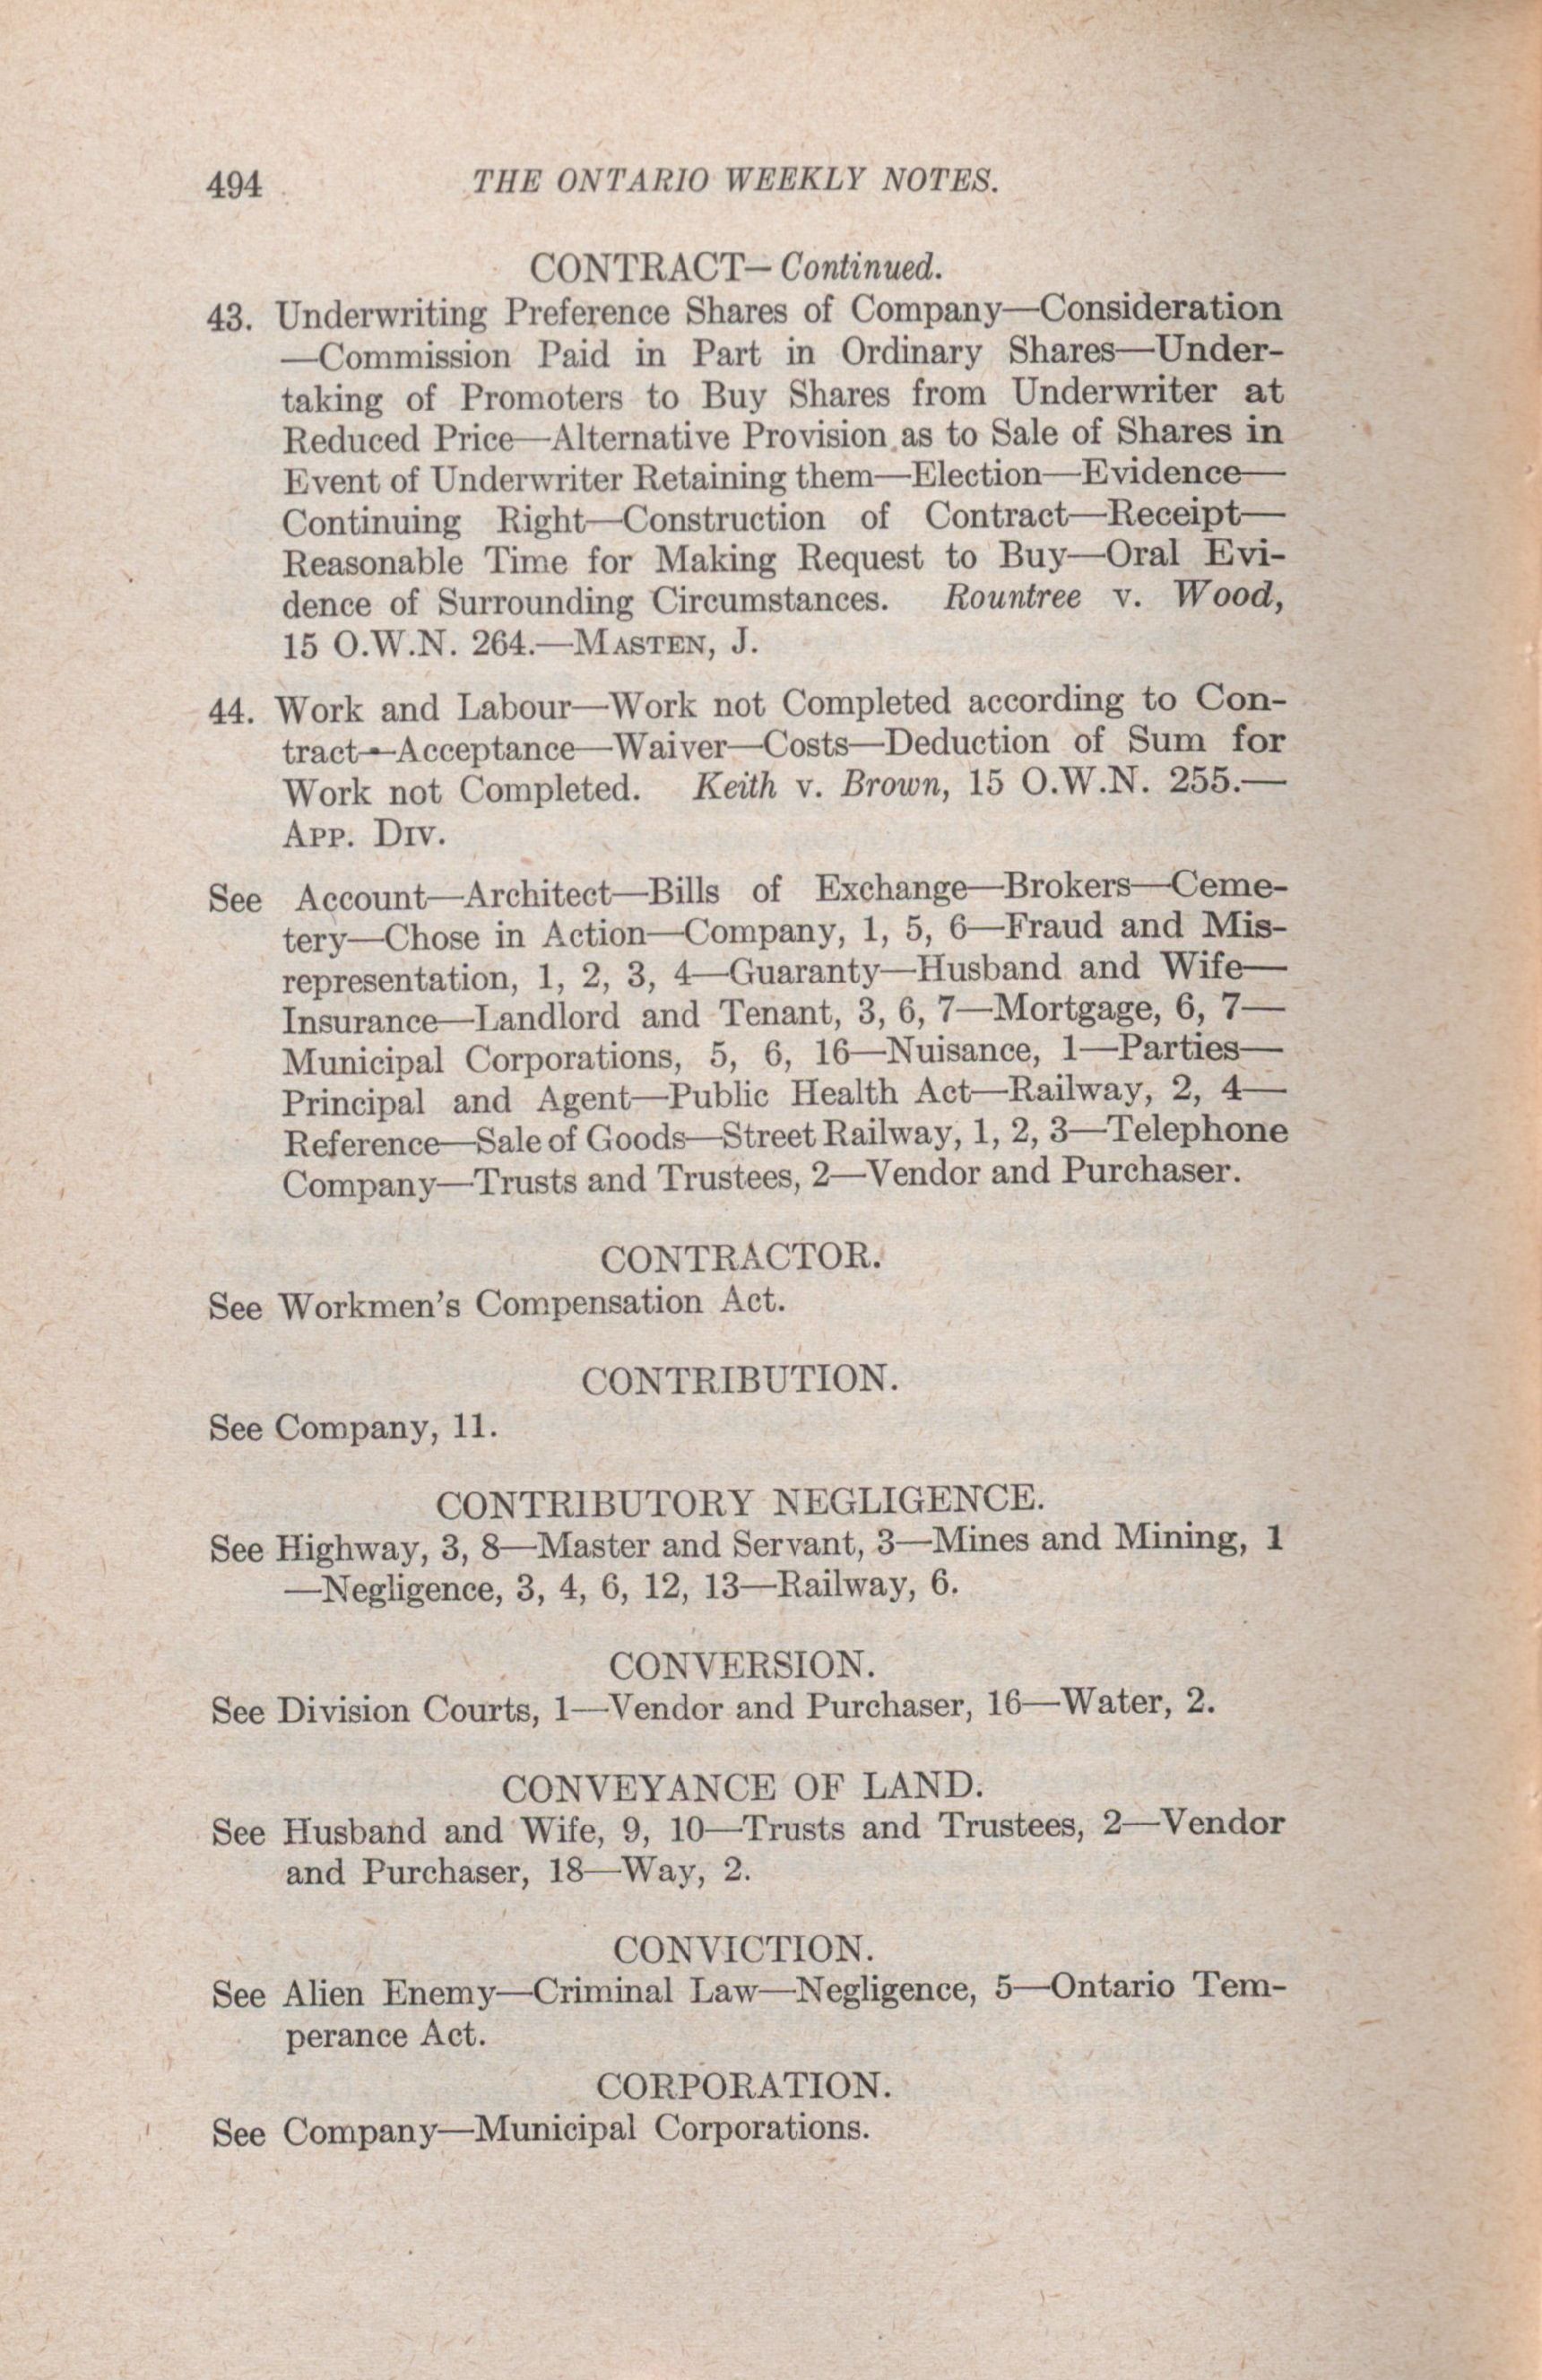 494 THE ONTARIO WEEKLY NOTES.
CONTRACT—Continued.
43. Underwriting Preference Shares of Company—Consideration
—Commission Paid in Part in Ordinary Shares—Under-
taking of Promoters to Buy Shares from Underwriter at
Reduced Price—Alternative Provision as to Sale of Shares in
Event of Underwriter Retaining them—Election—Evidence—
Continuing Right—Construction of Contract—Receipt—
Reasonable Time for Making Request to Buy—Oral Evi-
dence of Surrounding Circumstances. Rountree v. Wood,
15 O.W.N. 264.—MASTEN, J.
44. Work and Labour—Work not Completed according to Con-
tract—Acceptance—Waiver—Costs—Deduction of Sum for
Work not Completed. Keith v. Brown, 15 O.W.N. 255.—
APP. DIV.
See Account—Architect—Bills of Exchange—Brokers—Ceme-
tery—Chose in Action—Company, 1, 5, 6—Fraud and Mis-
representation, 1, 2, 3, 4—Guaranty—Husband and Wife—
Insurance—Landlord and Tenant, 3, 6, 7—Mortgage, 6, 7—
Municipal Corporations, 5, 6, 16—Nuisance, 1—Parties—
Principal and Agent—Public Health Act—Railway, 2, 4—
Reference—Sale of Goods—Street Railway, 1, 2, 3—Telephone
Company—Trusts and Trustees, 2—Vendor and Purchaser.
CONTRACTOR.
See Workmen's Compensation Act.
CONTRIBUTION.
See Company, 11.
CONTRIBUTORY NEGLIGENCE.
See Highway, 3, 8—Master and Servant, 3—Mines and Mining, 1
—Negligence, 3, 4, 6, 12, 13—Railway, 6.
CONVERSION.
See Division Courts, 1—Vendor and Purchaser, 16—Water, 2.
CONVEYANCE OF LAND.
See Husband and Wife, 9, 10—Trusts and Trustees, 2—Vendor
and Purchaser, 18—Way, 2.
CONVICTION.
See Alien Enemy—Criminal Law—Negligence, 5—Ontario Tem-
perance Act.
CORPORATION.
See Company—Municipal Corporations.